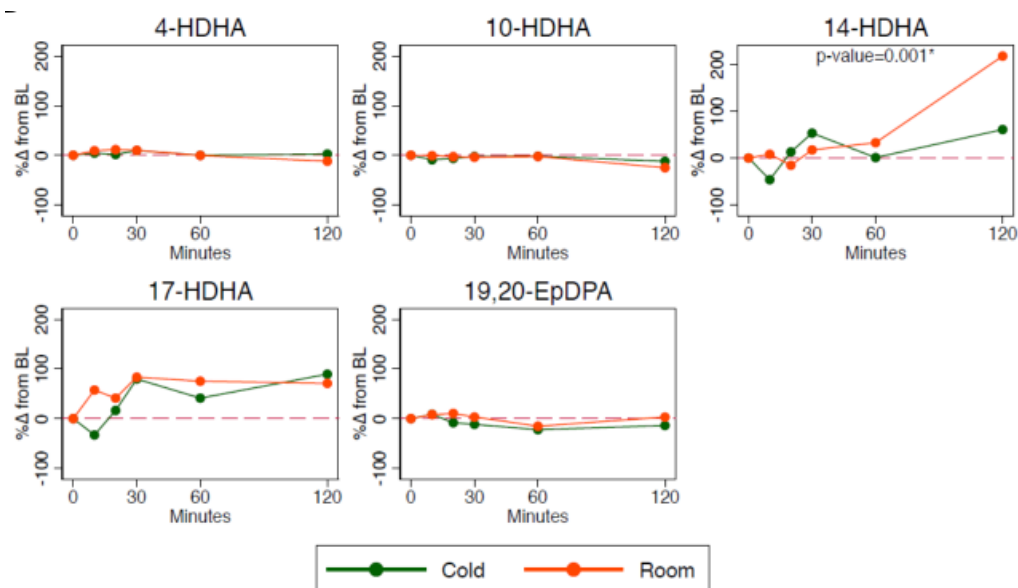 4-HDHA
%Δ from BL
200
100
0
-100
0 30 60 120
Minutes
10-HDHA
%Δ from BL
200
100
0
-100
0 30 60 120
Minutes
14-HDHA
p-value=0.001*
%Δ from BL
200
100
0
-100
0 30 60 120
Minutes
17-HDHA
%Δ from BL
200
100
0
-100
0 30 60 120
Minutes
19,20-EpDPA
%Δ from BL
200
100
0
-100
0 30 60 120
Minutes
Cold Room